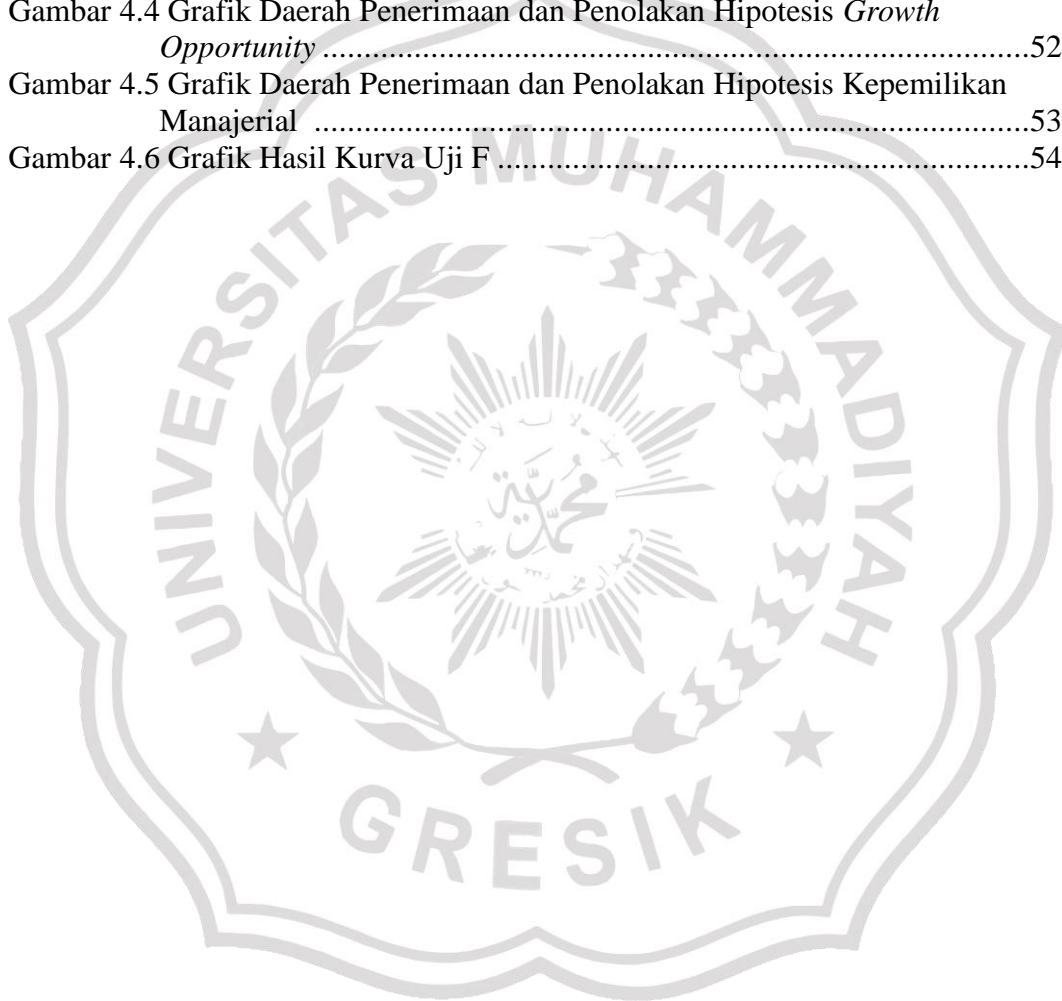 Gambar 4.4 Grafik Daerah Penerimaan dan Penolakan Hipotesis Growth
Opportunity ..........................................................................................52
Gambar 4.5 Grafik Daerah Penerimaan dan Penolakan Hipotesis Kepemilikan
Manajerial ...........................................................................................53
Gambar 4.6 Grafik Hasil Kurva Uji F ...................................................................54
UNIVERSITAS MUHAMMADIYAH
محمد
GRESIK